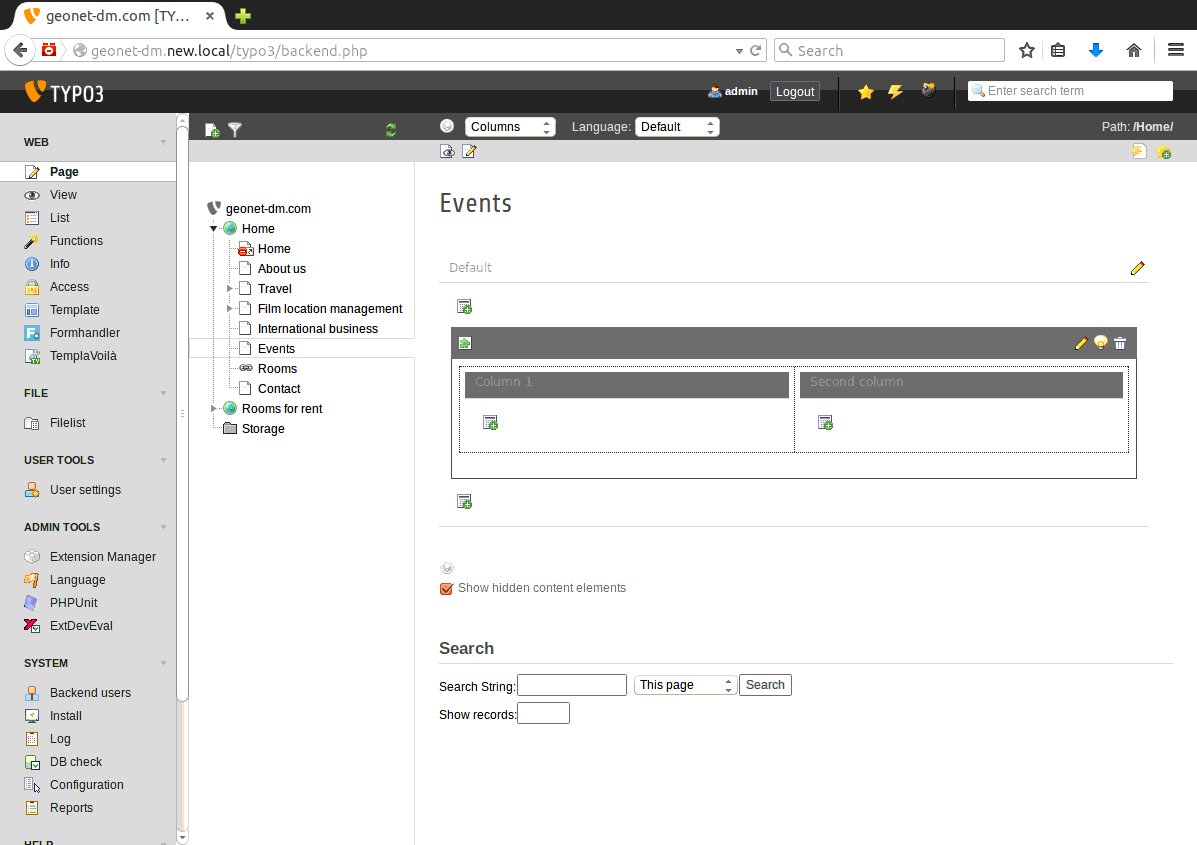 geonet-dm.com [TY...
geonet-dm.new.local/typo3/backend.php
Search
TYPO3
admin
Logout
Enter search term
Columns
Language:
Default
Path: /Home/
WEB
Page
View
List
Functions
Info
Access
Template
Formhandler
TemplaVoilà
FILE
Filelist
USER TOOLS
User settings
ADMIN TOOLS
Extension Manager
Language
PHPUnit
ExtDevEval
SYSTEM
Backend users
Install
Log
DB check
Configuration
Reports
HELP
geonet-dm.com
Home
Home
About us
Travel
Film location management
International business
Events
Rooms
Contact
Rooms for rent
Storage
Events
Default
Column 1
Second column
Show hidden content elements
Search
Search String:
This page
Search
Show records: